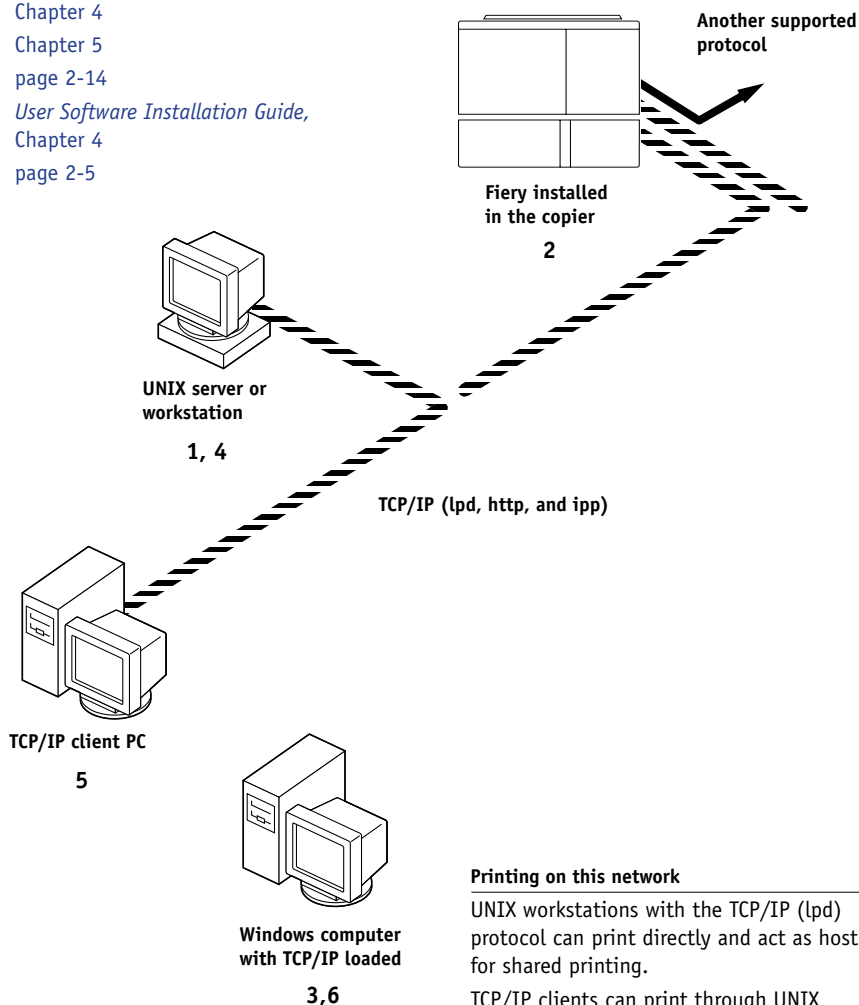 Chapter 4
Chapter 5
page 2-14
User Software Installation Guide,
Chapter 4
page 2-5
Another supported
protocol
Fiery installed
in the copier
2
UNIX server or
workstation
1, 4
TCP/IP (lpd, http, and ipp)
TCP/IP client PC
5
Windows computer
with TCP/IP loaded
3,6
Printing on this network
UNIX workstations with the TCP/IP (lpd)
protocol can print directly and act as host
for shared printing.
TCP/IP clients can print through UNIX